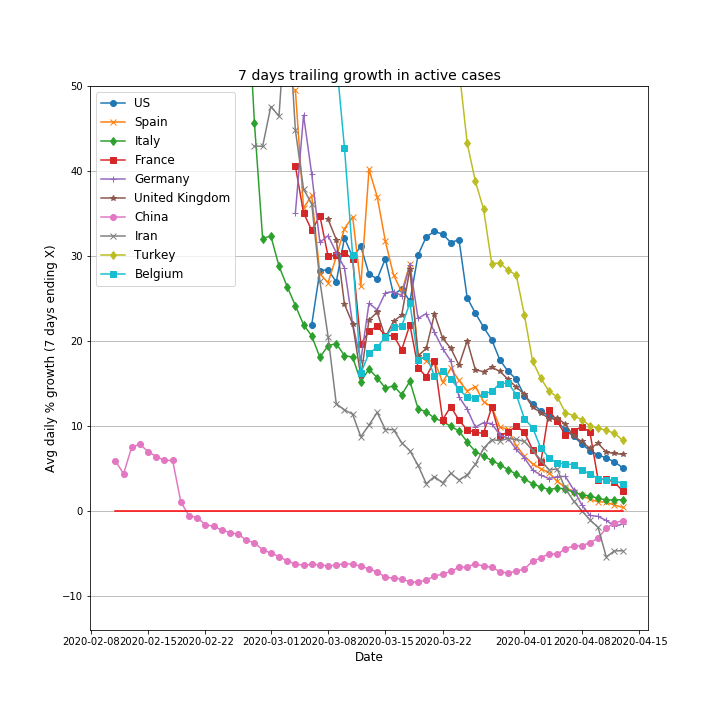 7 days trailing growth in active cases
Avg daily % growth (7 days ending X)
50
40
30
20
10
0
−10
US
Spain
Italy
France
Germany
United Kingdom
China
Iran
Turkey
Belgium
2020-02-08 2020-02-15 2020-02-22 2020-03-01 2020-03-08 2020-03-15 2020-03-22 2020-04-01 2020-04-08 2020-04-15
Date